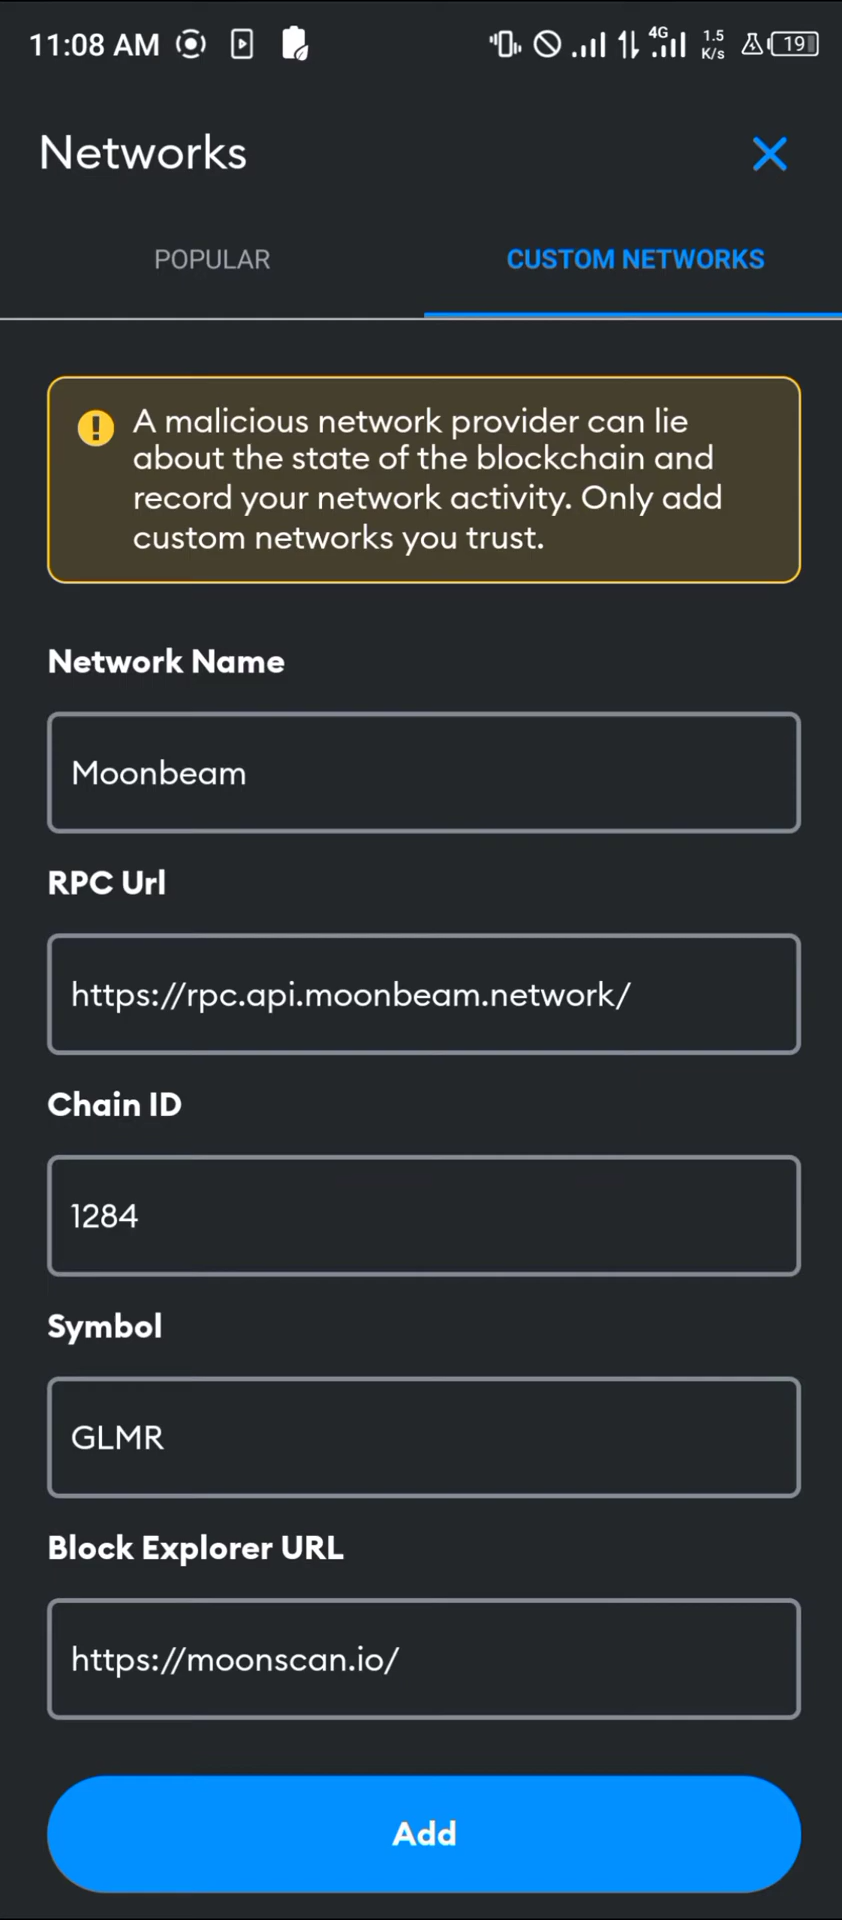 11:08 AM
4G
1.5
K/s
19
Networks
POPULAR
CUSTOM NETWORKS
A malicious network provider can lie
about the state of the blockchain and
record your network activity. Only add
custom networks you trust.
Network Name
Moonbeam
RPC Url
https://rpc.api.moonbeam.network/
Chain ID
1284
Symbol
GLMR
Block Explorer URL
https://moonscan.io/
Add